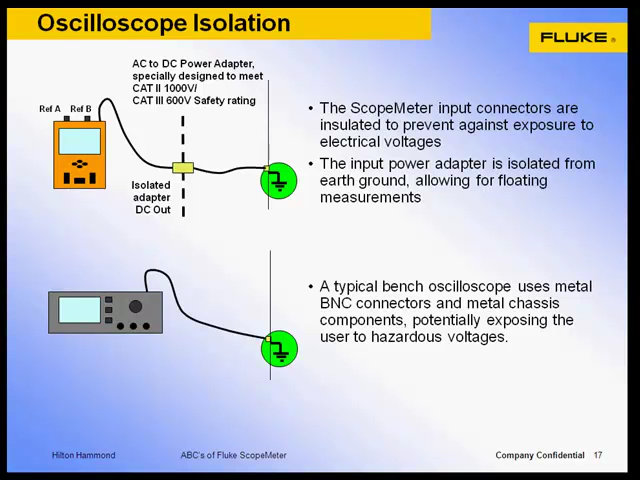 Oscilloscope Isolation
FLUKE®
AC to DC Power Adapter,
specially designed to meet
CAT II 1000V/
CAT III 600V Safety rating
Ref A Ref B
Isolated
adapter
DC Out
• The ScopeMeter input connectors are
insulated to prevent against exposure to
electrical voltages
• The input power adapter is isolated from
earth ground, allowing for floating
measurements
• A typical bench oscilloscope uses metal
BNC connectors and metal chassis
components, potentially exposing the
user to hazardous voltages.
Hilton Hammond ABC's of Fluke ScopeMeter Company Confidential 17